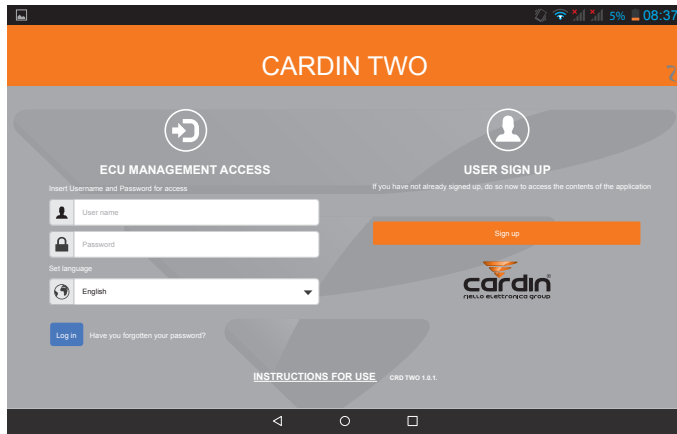 5% 08:37
CARDIN TWO
ECU MANAGEMENT ACCESS
Insert Username and Password for access
User name
Password
Set language
English
Log in Have you forgotten your password?
USER SIGN UP
If you have not already signed up, do so now to access the contents of the application
Sign up
cardin
nello elettronica group
INSTRUCTIONS FOR USE CRD TWO 1.0.1.